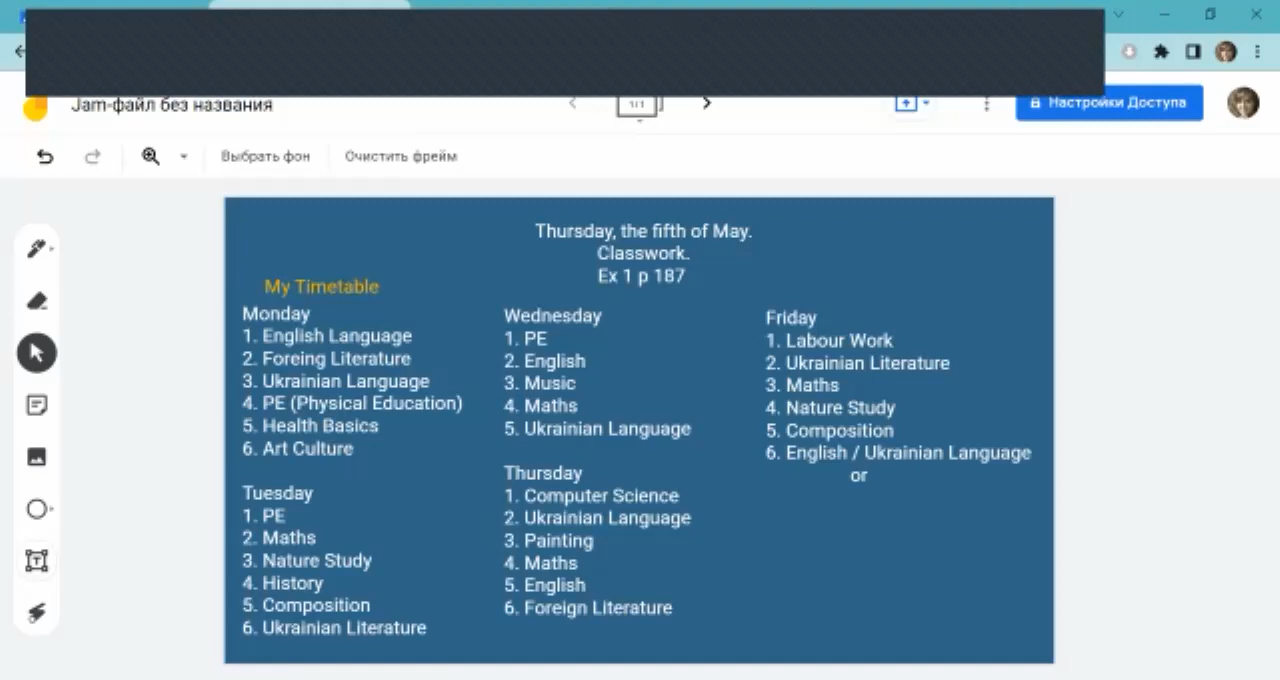 Jam-файл без названия
1/1
Настройки Доступа
Выбрать фон
Очистить фрейм
Thursday, the fifth of May.
Classwork.
Ex 1 p 187
My Timetable
Monday
1. English Language
2. Foreing Literature
3. Ukrainian Language
4. PE (Physical Education)
5. Health Basics
6. Art Culture
Tuesday
1. PE
2. Maths
3. Nature Study
4. History
5. Composition
6. Ukrainian Literature
Wednesday
1. PE
2. English
3. Music
4. Maths
5. Ukrainian Language
Thursday
1. Computer Science
2. Ukrainian Language
3. Painting
4. Maths
5. English
6. Foreign Literature
Friday
1. Labour Work
2. Ukrainian Literature
3. Maths
4. Nature Study
5. Composition
6. English / Ukrainian Language
or